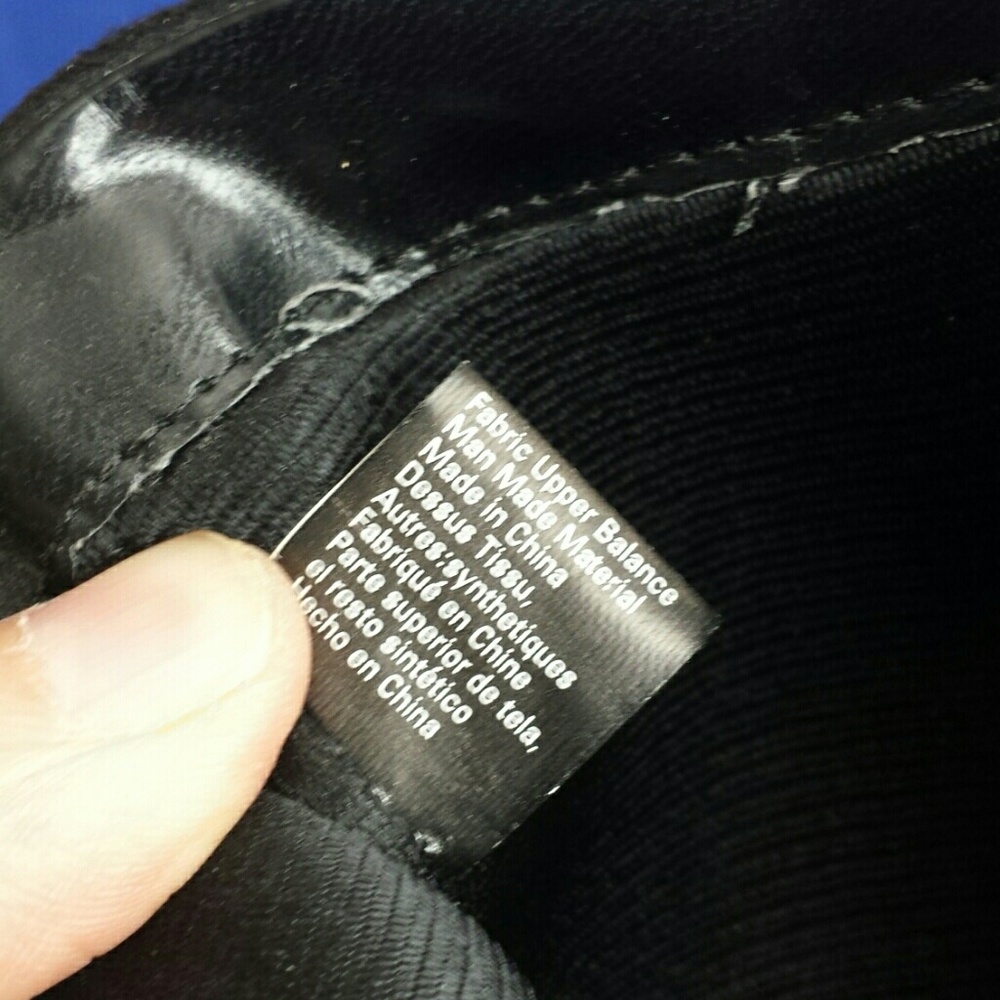 Fabric Upper Balance
Man Made Material
Made in China
Dessus Tissu,
Autres:synthetiques
Fabriqué en Chine
Parte superior de tela,
el resto sintético
Hecho en China